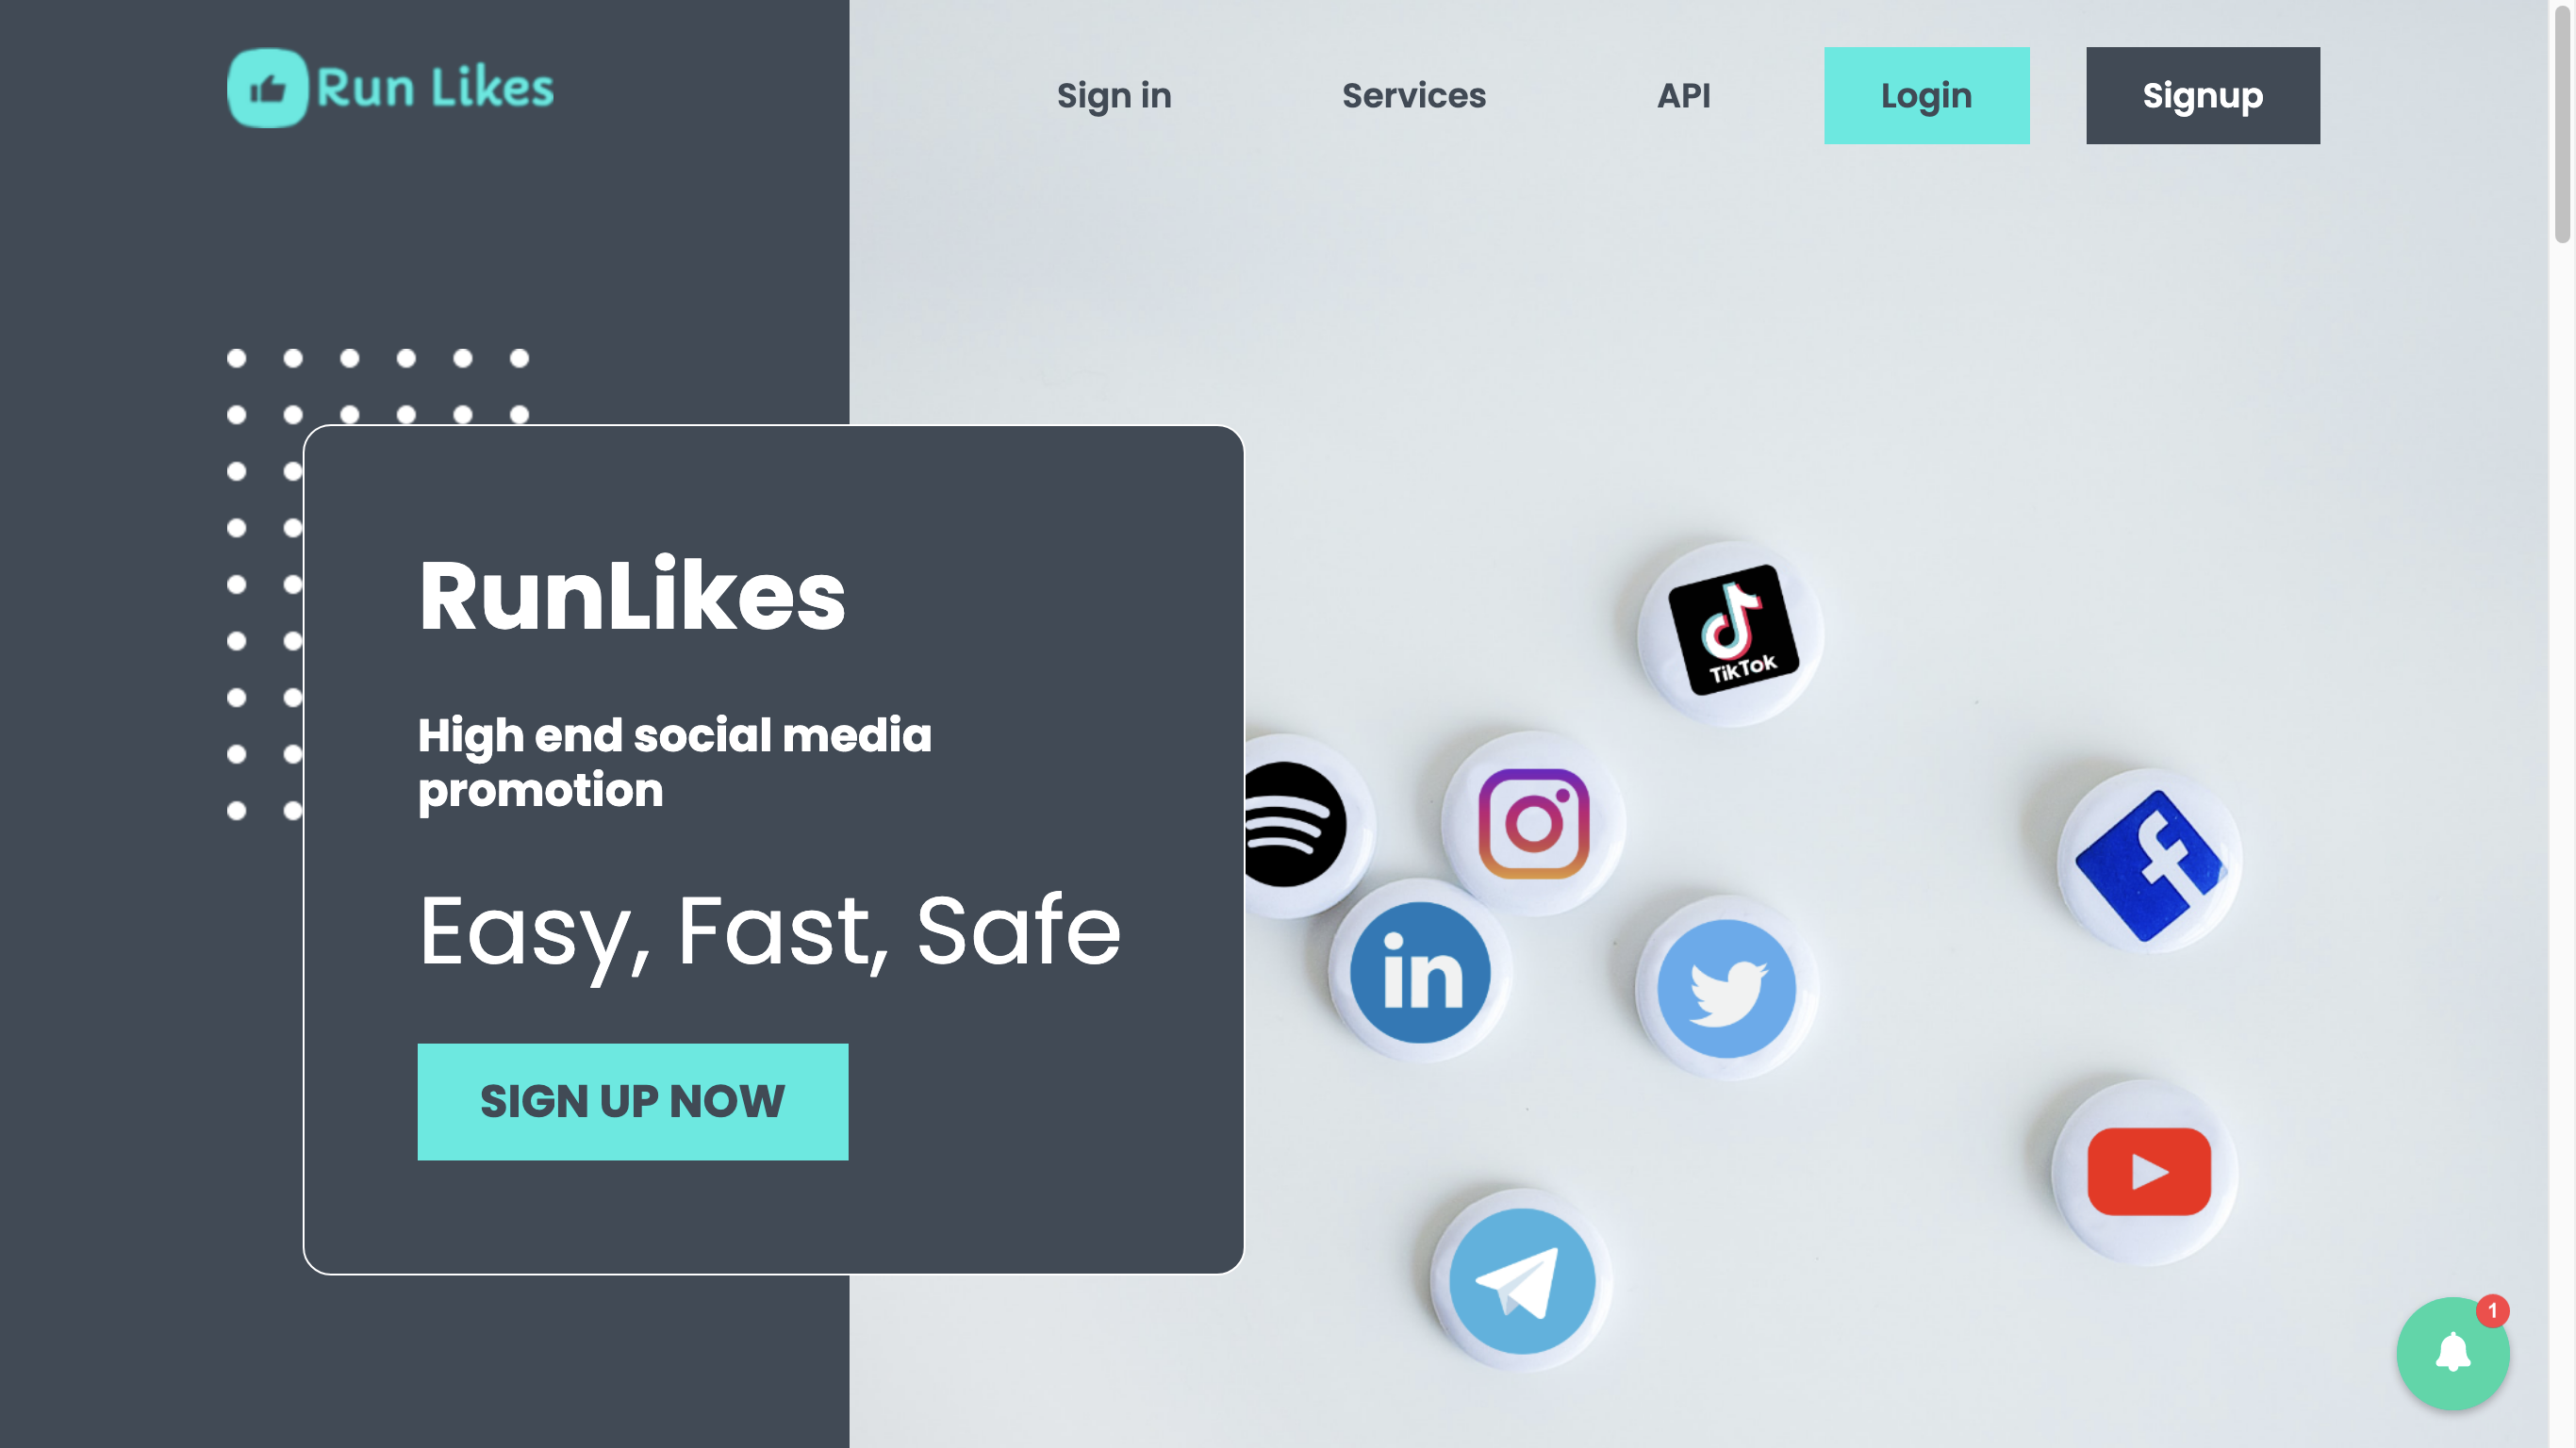 Run Likes
Sign in
Services
API
Login
Signup
RunLikes
High end social media
promotion
Easy, Fast, Safe
SIGN UP NOW
TikTok
in
f
1